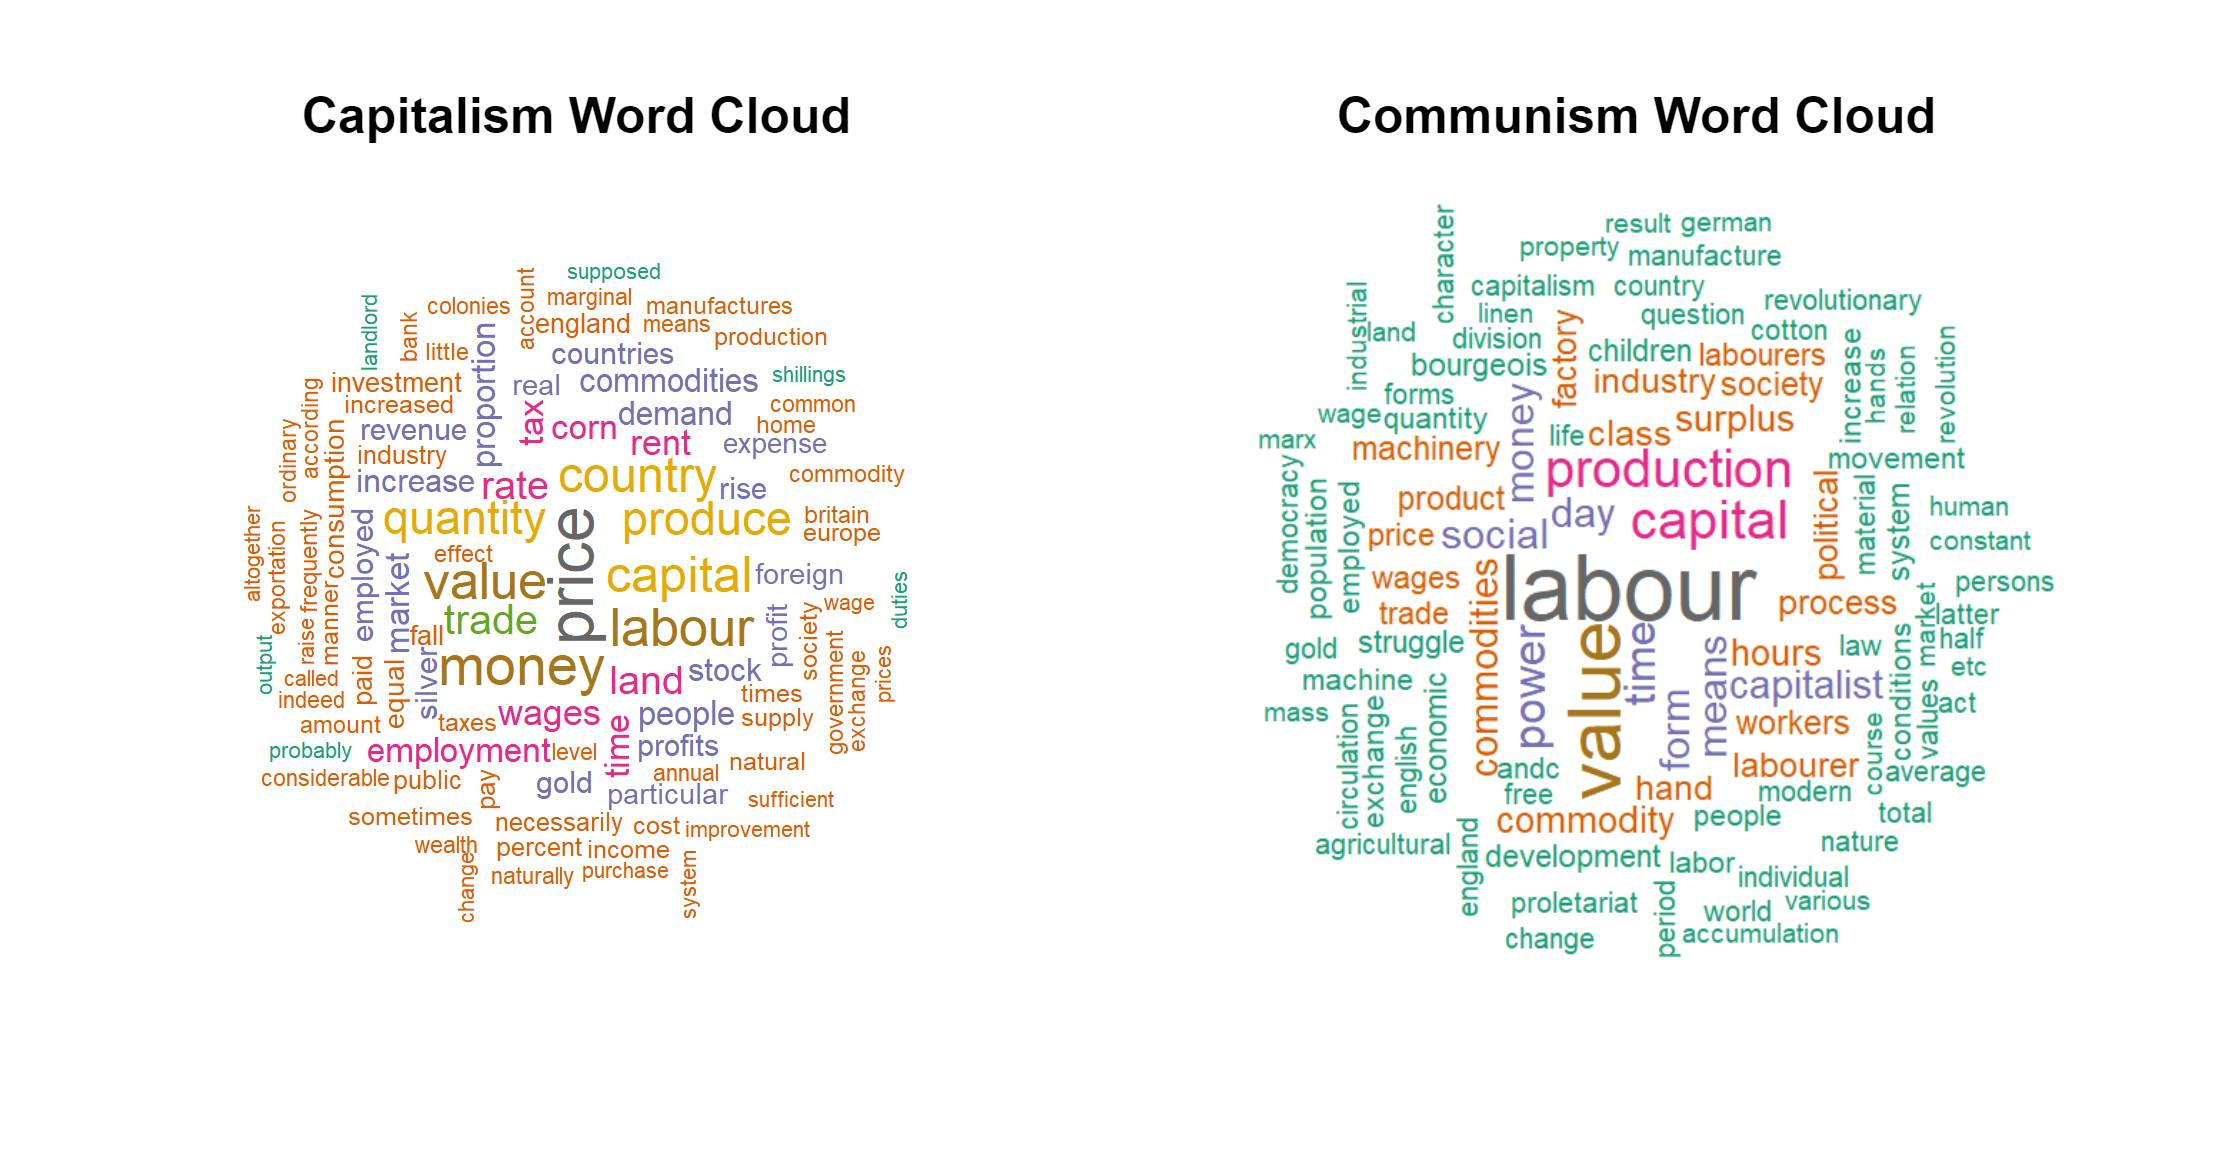 Capitalism Word Cloud
supposed
account
marginal
manufactures
landlord
colonies
bank
england
means
production
little
proportion
countries
investment
real
commodities
shillings
increased
according
tax
demand
common
ordinary
revenue
corn
home
consumption
industry
rent
expense
increase
rate
country
rise
commodity
altogether
exportation
frequently
employed
quantity
price
produce
britain
europe
effect
market
value
capital
foreign
duties
manner
raise
trade
labour
profit
wage
society
output
fall
called
indeed
paid
equal
silver
money
land
stock
government
exchange
prices
times
amount
taxes
wages
time
people
supply
probably
employment
level
profits
considerable
public
pay
gold
annual
natural
particular
sufficient
sometimes
necessarily
cost
improvement
wealth
percent
income
change
naturally
purchase
system
Communism Word Cloud
character
result
german
property
manufacture
industrial
capitalism
country
revolutionary
land
linen
question
division
factory
cotton
bourgeois
children
labourers
increase
hands
relation
revolution
forms
industry
society
wage
quantity
money
surplus
marx
life
class
machinery
movement
democracy
population
employed
production
political
material
system
product
day
capital
human
price
social
constant
wages
commodities
labour
persons
trade
process
market
latter
gold
struggle
power
value
time
means
hours
law
conditions
half
machine
form
capitalist
values
etc
mass
circulation
exchange
english
economic
workers
course
act
andc
labourer
average
free
hand
modern
commodity
people
total
agricultural
england
development
labor
nature
individual
proletariat
period
world
various
change
accumulation